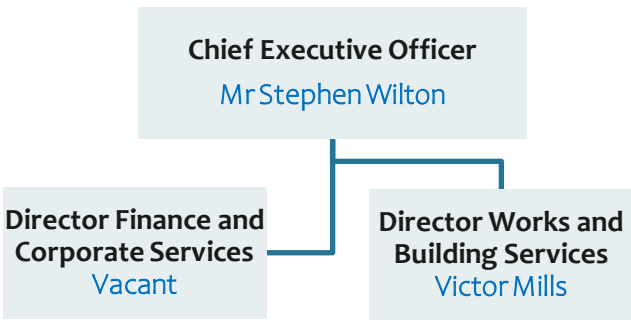 Chief Executive Officer
Mr Stephen Wilton
Director Finance and
Corporate Services
Vacant
Director Works and
Building Services
Victor Mills